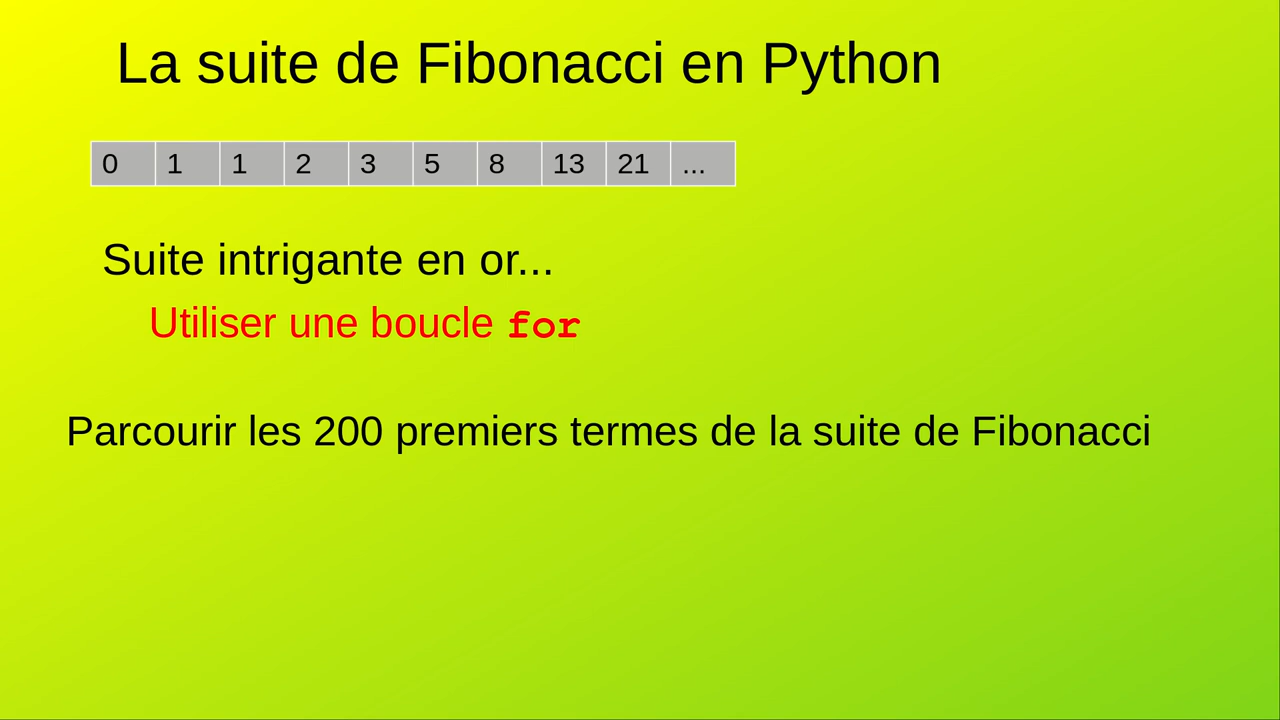 La suite de Fibonacci en Python
0 1 1 2 3 5 8 13 21 ...
Suite intrigante en or...
Utiliser une boucle for
Parcourir les 200 premiers termes de la suite de Fibonacci